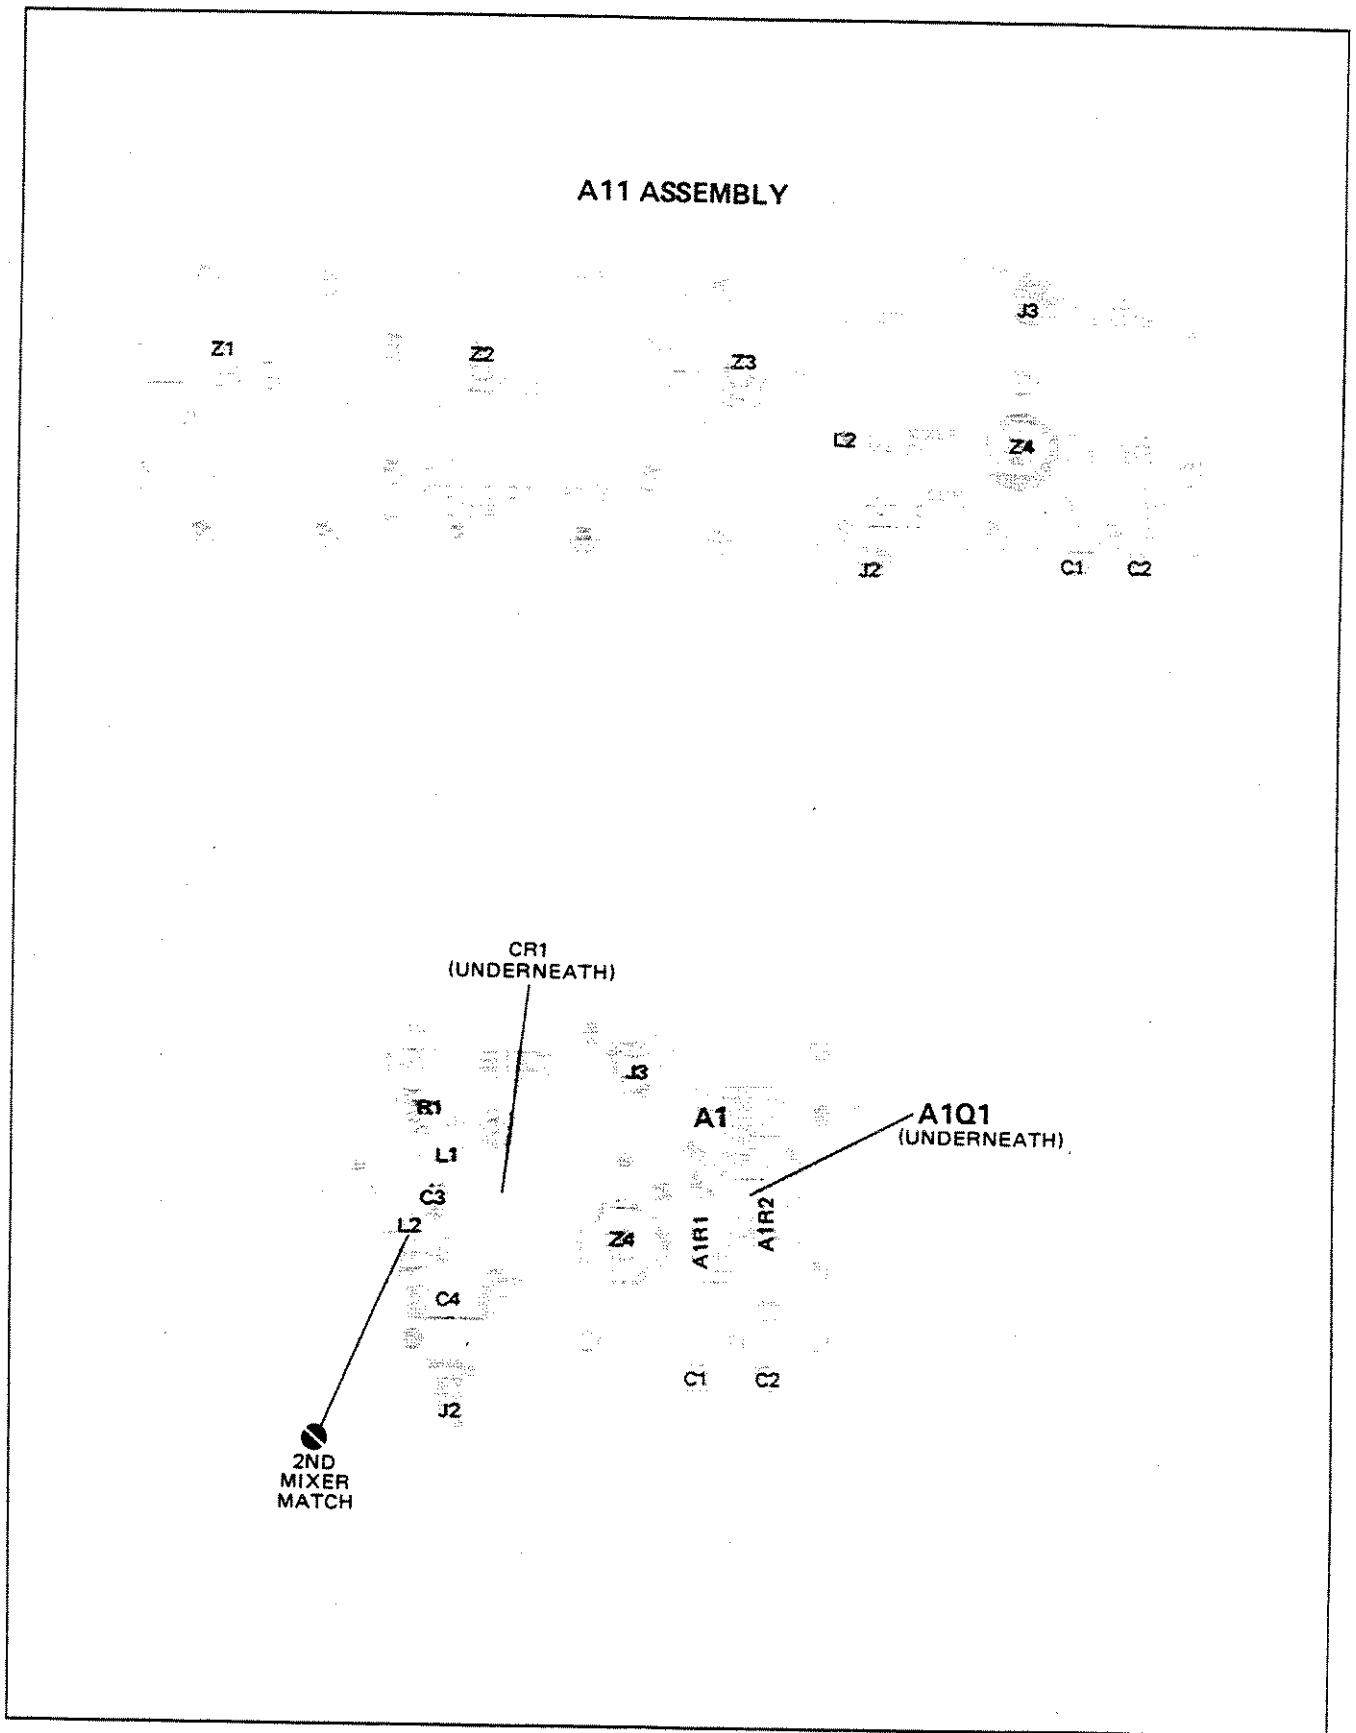 A11 ASSEMBLY
J3
Z1
Z2
Z3
L2
Z4
J2
C1
C2
CR1
(UNDERNEATH)
J3
R1
A1
A1Q1
(UNDERNEATH)
L1
C3
L2
Z4
A1R1
A1R2
C4
C1
C2
J2
2ND
MIXER
MATCH